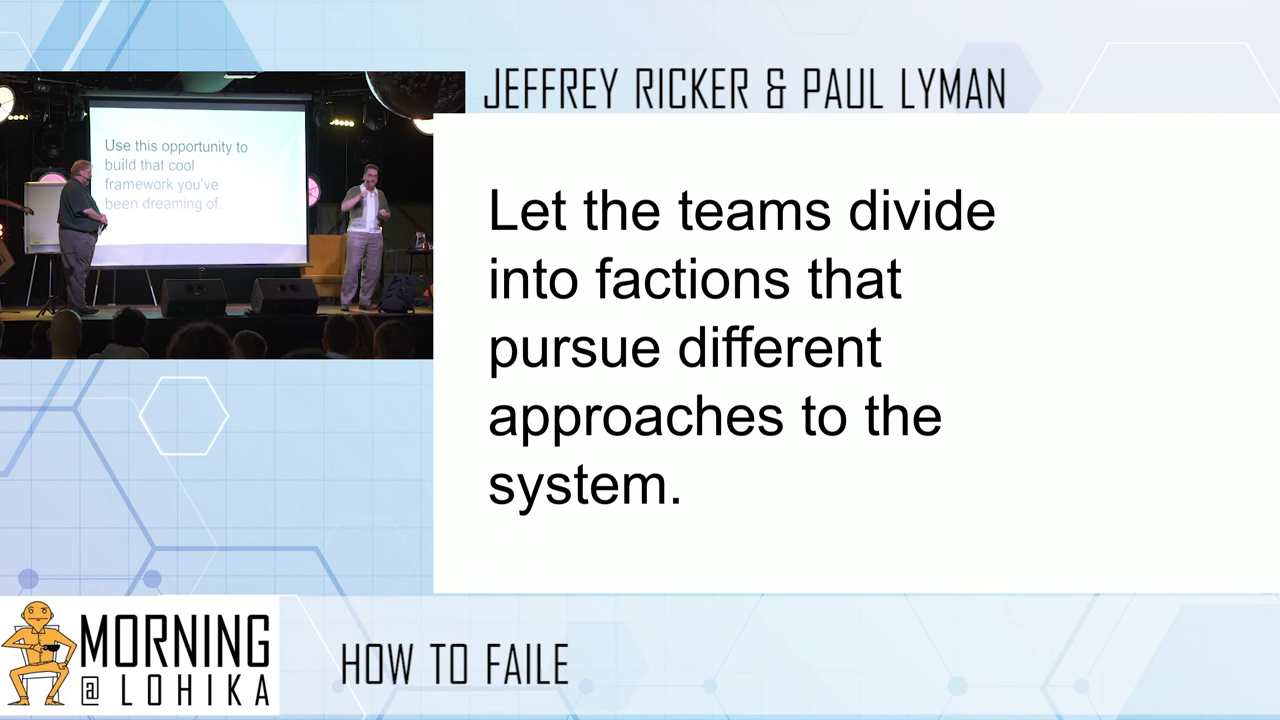 JEFFREY RICKER & PAUL LYMAN
Use this opportunity to
build that cool
framework you've
been dreaming of.
Let the teams divide
into factions that
pursue different
approaches to the
system.
MORNING
@ LOHIKA
HOW TO FAILE